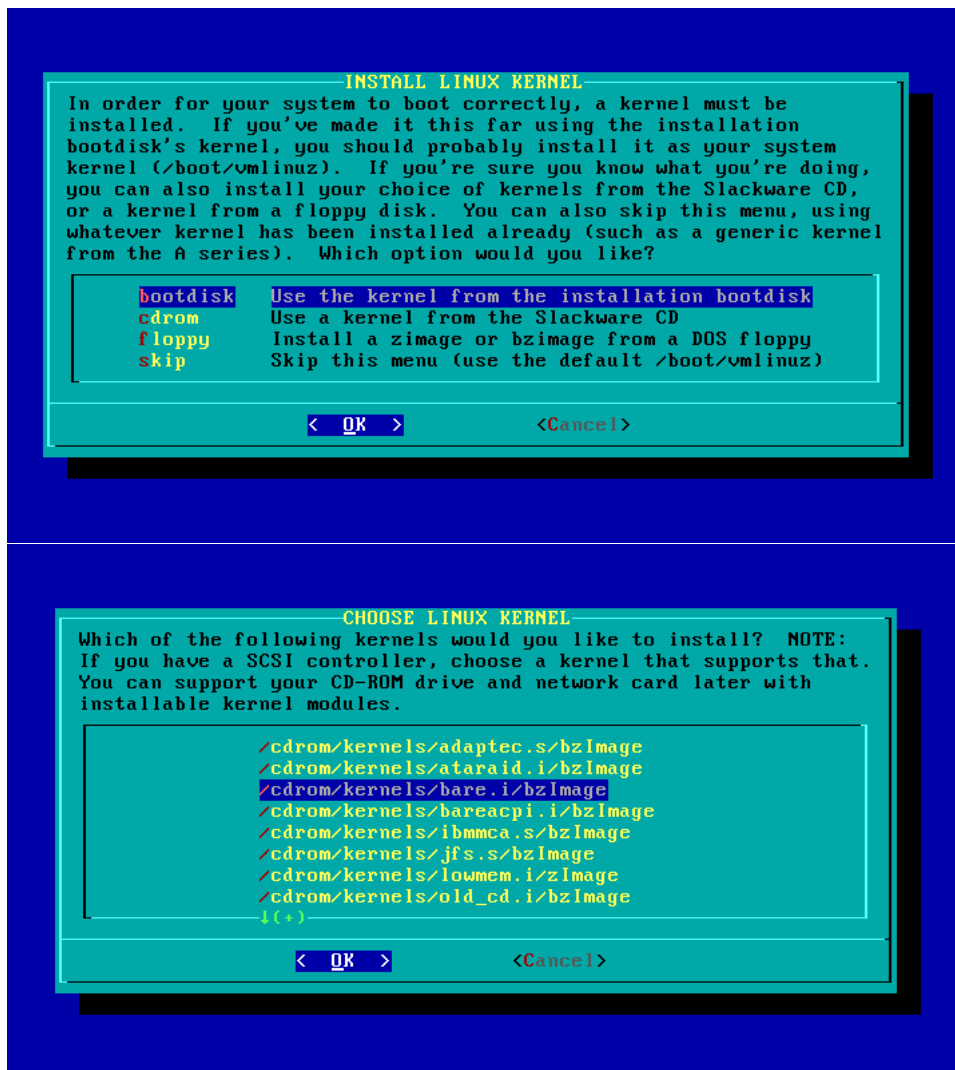 INSTALL LINUX KERNEL
In order for your system to boot correctly, a kernel must be
installed.  If you've made it this far using the installation
bootdisk's kernel, you should probably install it as your system
kernel (/boot/vmlinuz).  If you're sure you know what you're doing,
you can also install your choice of kernels from the Slackware CD,
or a kernel from a floppy disk.  You can also skip this menu, using
whatever kernel has been installed already (such as a generic kernel
from the A series).  Which option would you like?
bootdisk Use the kernel from the installation bootdisk
cdrom Use a kernel from the Slackware CD
floppy Install a zimage or bzimage from a DOS floppy
skip Skip this menu (use the default /boot/vmlinuz)
< OK > <Cancel>
CHOOSE LINUX KERNEL
Which of the following kernels would you like to install?  NOTE:
If you have a SCSI controller, choose a kernel that supports that.
You can support your CD-ROM drive and network card later with
installable kernel modules.
/cdrom/kernels/adaptec.s/bzImage
/cdrom/kernels/ataraid.i/bzImage
/cdrom/kernels/bare.i/bzImage
/cdrom/kernels/bareacpi.i/bzImage
/cdrom/kernels/ibmmca.s/bzImage
/cdrom/kernels/jfs.s/bzImage
/cdrom/kernels/lowmem.i/zImage
/cdrom/kernels/old_cd.i/bzImage
↓(+)
< OK > <Cancel>